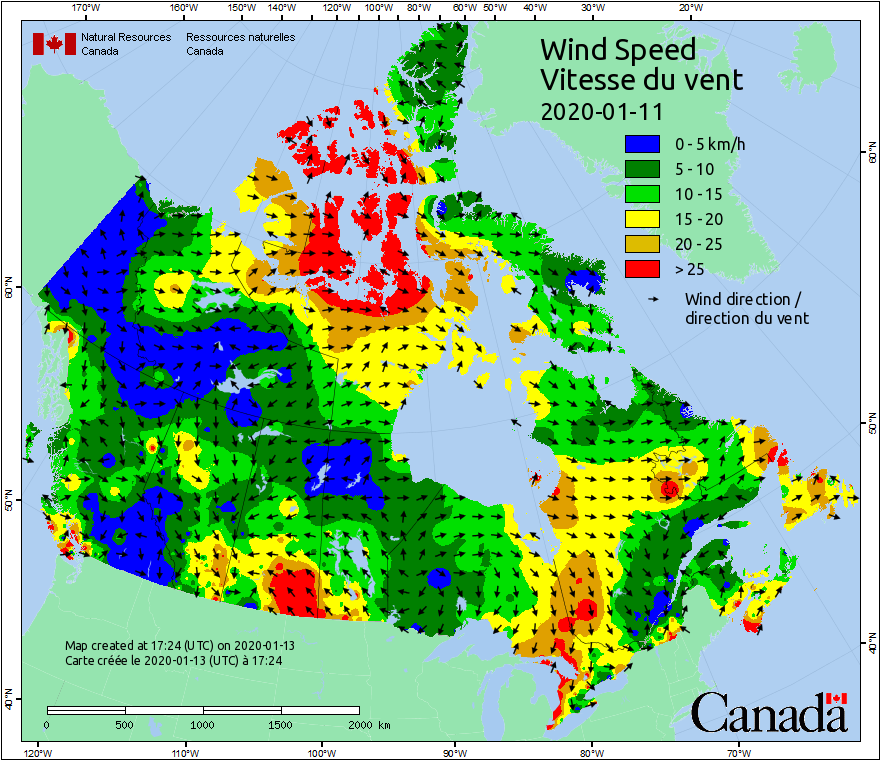 170°W 160°W 150°W 140°W 120°W 100°W 80°W 60°W 50°W 40°W 30°W 20°W
Natural Resources Canada
Ressources naturelles Canada
Wind Speed
Vitesse du vent
2020-01-11
0 - 5 km/h
5 - 10
10 - 15
15 - 20
20 - 25
> 25
Wind direction /
direction du vent
60°N
50°N
40°N
60°N
50°N
40°N
Map created at 17:24 (UTC) on 2020-01-13
Carte créée le 2020-01-13 (UTC) à 17:24
0 500 1000 1500 2000 km
Canada
120°W 110°W 100°W 90°W 80°W 70°W